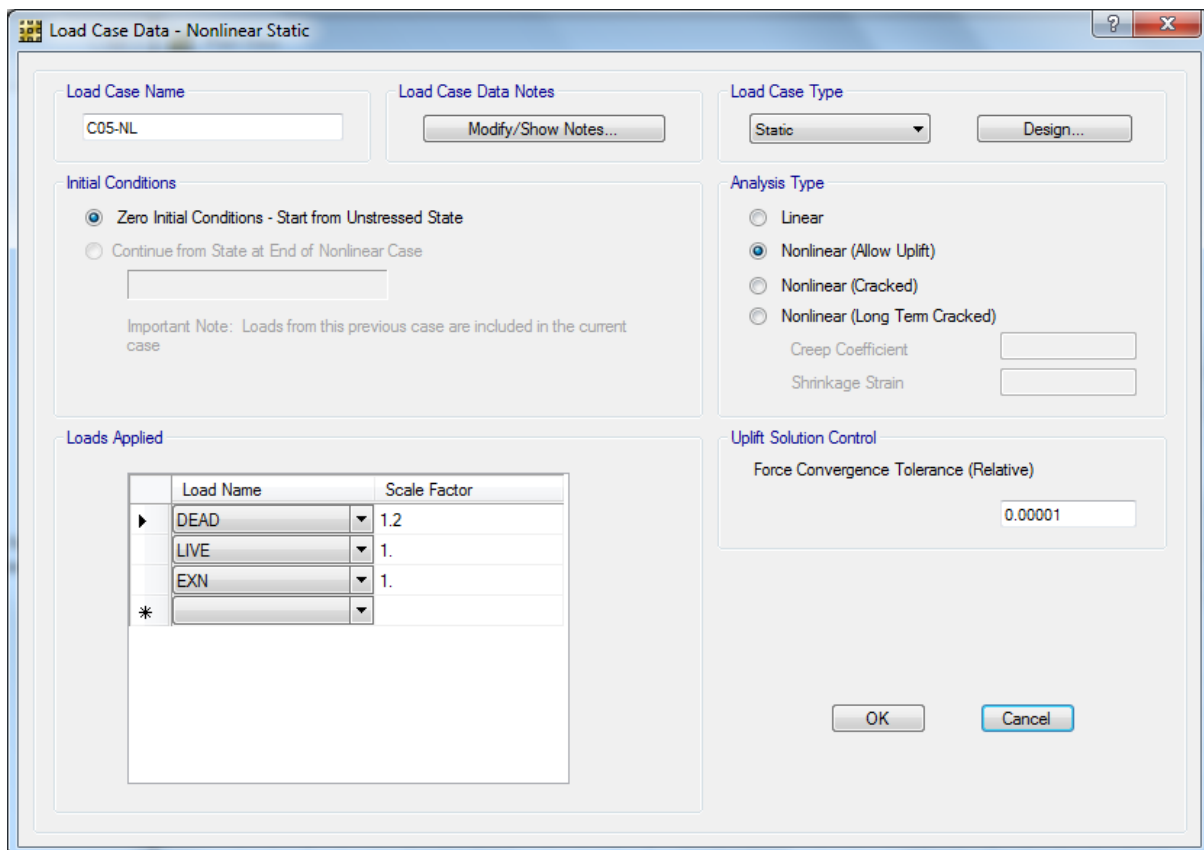 Load Case Data - Nonlinear Static
Load Case Name
C05-NL
Load Case Data Notes
Modify/Show Notes...
Load Case Type
Static
Design...
Initial Conditions
Zero Initial Conditions - Start from Unstressed State
Continue from State at End of Nonlinear Case
Important Note: Loads from this previous case are included in the current
case
Analysis Type
Linear
Nonlinear (Allow Uplift)
Nonlinear (Cracked)
Nonlinear (Long Term Cracked)
Creep Coefficient
Shrinkage Strain
Loads Applied
Load Name Scale Factor
DEAD 1.2
LIVE 1.
EXN 1.
Uplift Solution Control
Force Convergence Tolerance (Relative)
0.00001
OK
Cancel